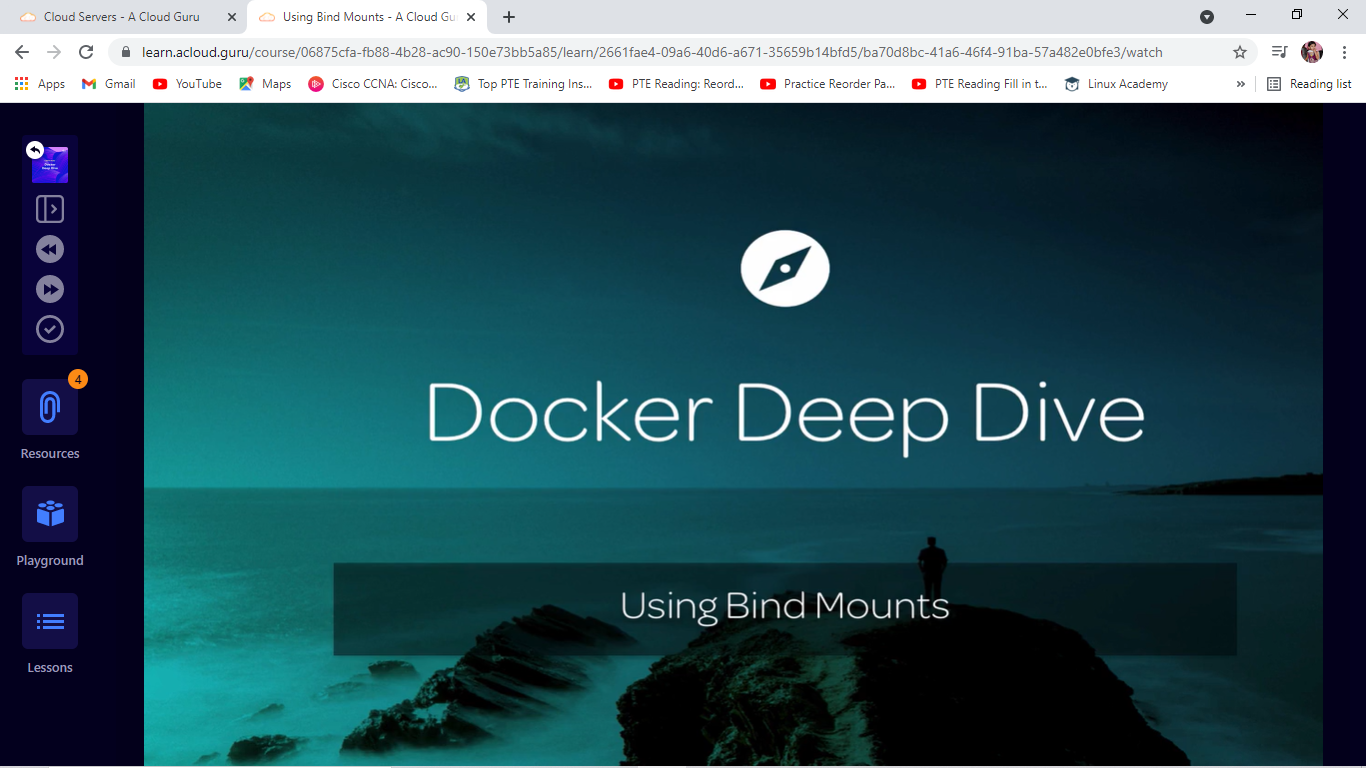 Cloud Servers - A Cloud Guru
Using Bind Mounts - A Cloud Gu
learn.acloud.guru/course/06875cfa-fb88-4b28-ac90-150e73bb5a85/learn/2661fae4-09a6-40d6-a671-35659b14bfd5/ba70d8bc-41a6-46f4-91ba-57a482e0bfe3/watch
Apps
Gmail
YouTube
Maps
Cisco CCNA: Cisco...
Top PTE Training Ins...
PTE Reading: Reord...
Practice Reorder Pa...
PTE Reading Fill in t...
Linux Academy
»
Reading list
Docker
Deep Dive
4
Resources
Playground
Lessons
Docker Deep Dive
Using Bind Mounts